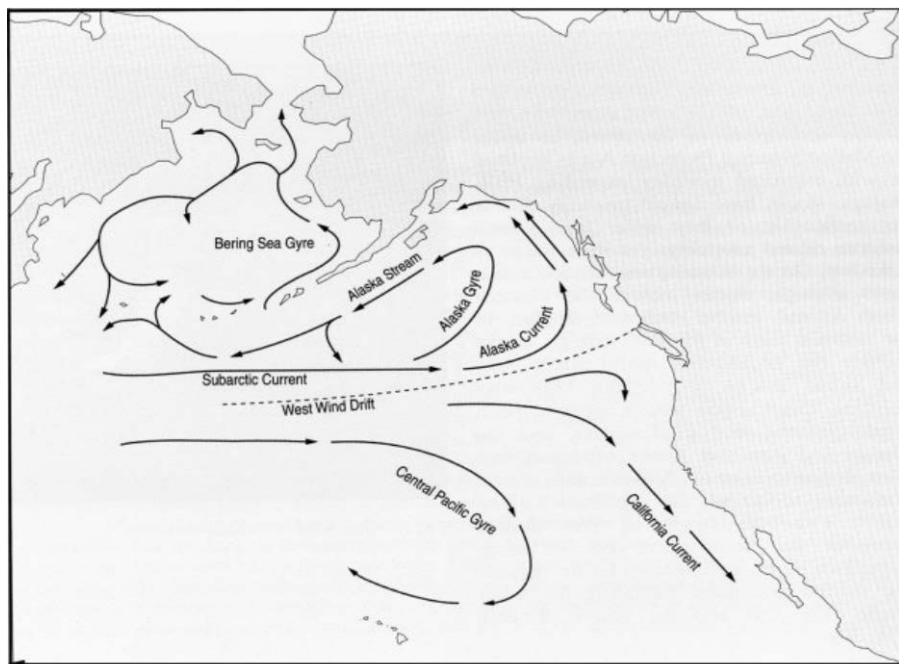 Bering Sea Gyre
Alaska Stream
Alaska Gyre
Alaska Current
Subarctic Current
West Wind Drift
Central Pacific Gyre
California Current